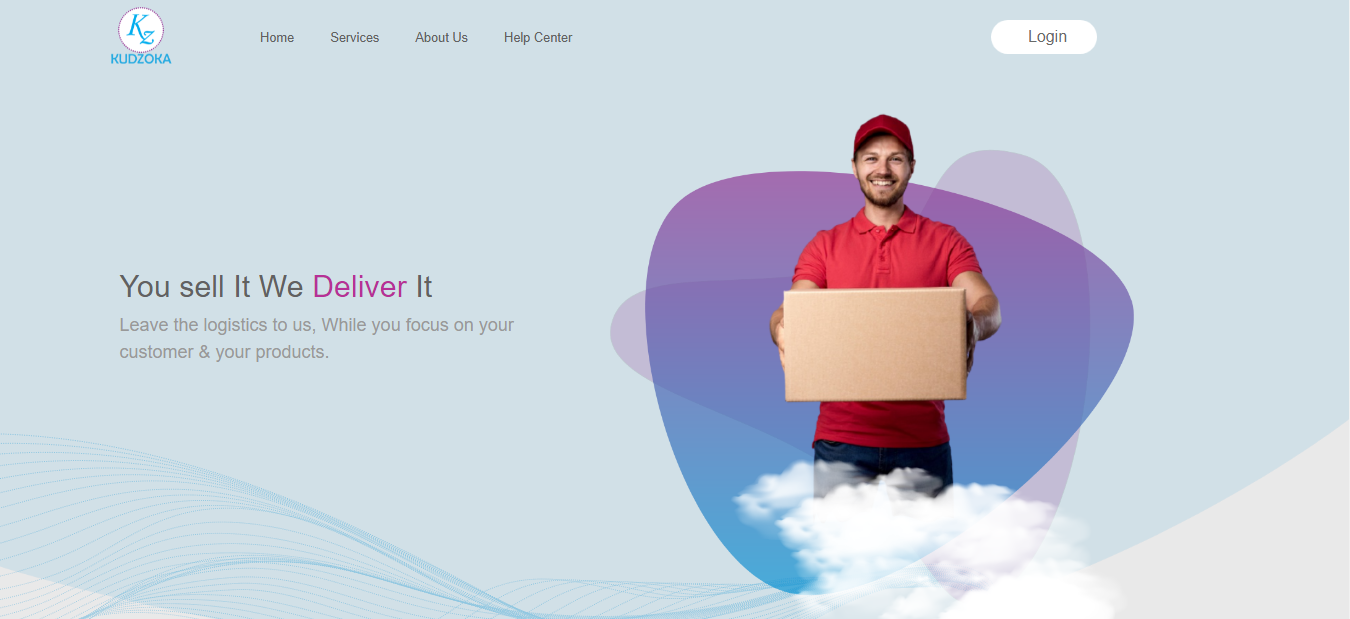 Kz
KUDZOKA
Home
Services
About Us
Help Center
Login
You sell It We Deliver It
Leave the logistics to us, While you focus on your
customer & your products.